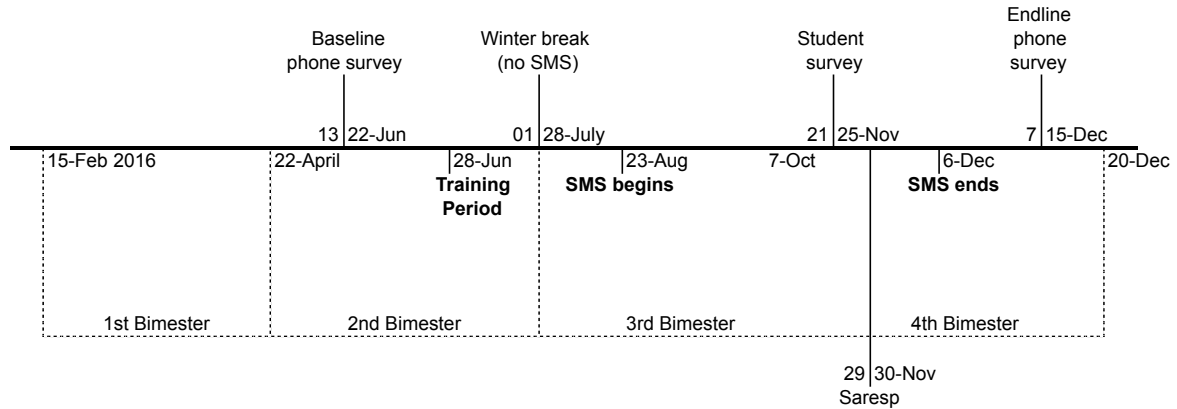 Baseline
phone survey
Winter break
(no SMS)
Student
survey
Endline
phone
survey
13 22-Jun
01 28-July
21 25-Nov
7 15-Dec
15-Feb 2016
22-April
28-Jun
23-Aug
7-Oct
6-Dec
20-Dec
Training
Period
SMS begins
SMS ends
1st Bimester
2nd Bimester
3rd Bimester
4th Bimester
29 30-Nov
Saresp